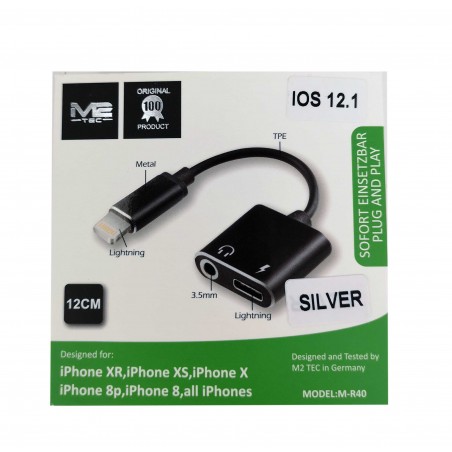 M2
TEC
ORIGINAL
100
PRODUCT
IOS 12.1
TPE
Metal
SOFORT EINSETZBAR
PLUG AND PLAY
Lightning
3.5mm
Lightning
12CM
SILVER
Designed for:
iPhone XR,iPhone XS,iPhone X
iPhone 8p,iPhone 8,all iPhones
Designed and Tested by
M2 TEC in Germany
MODEL:M-R40